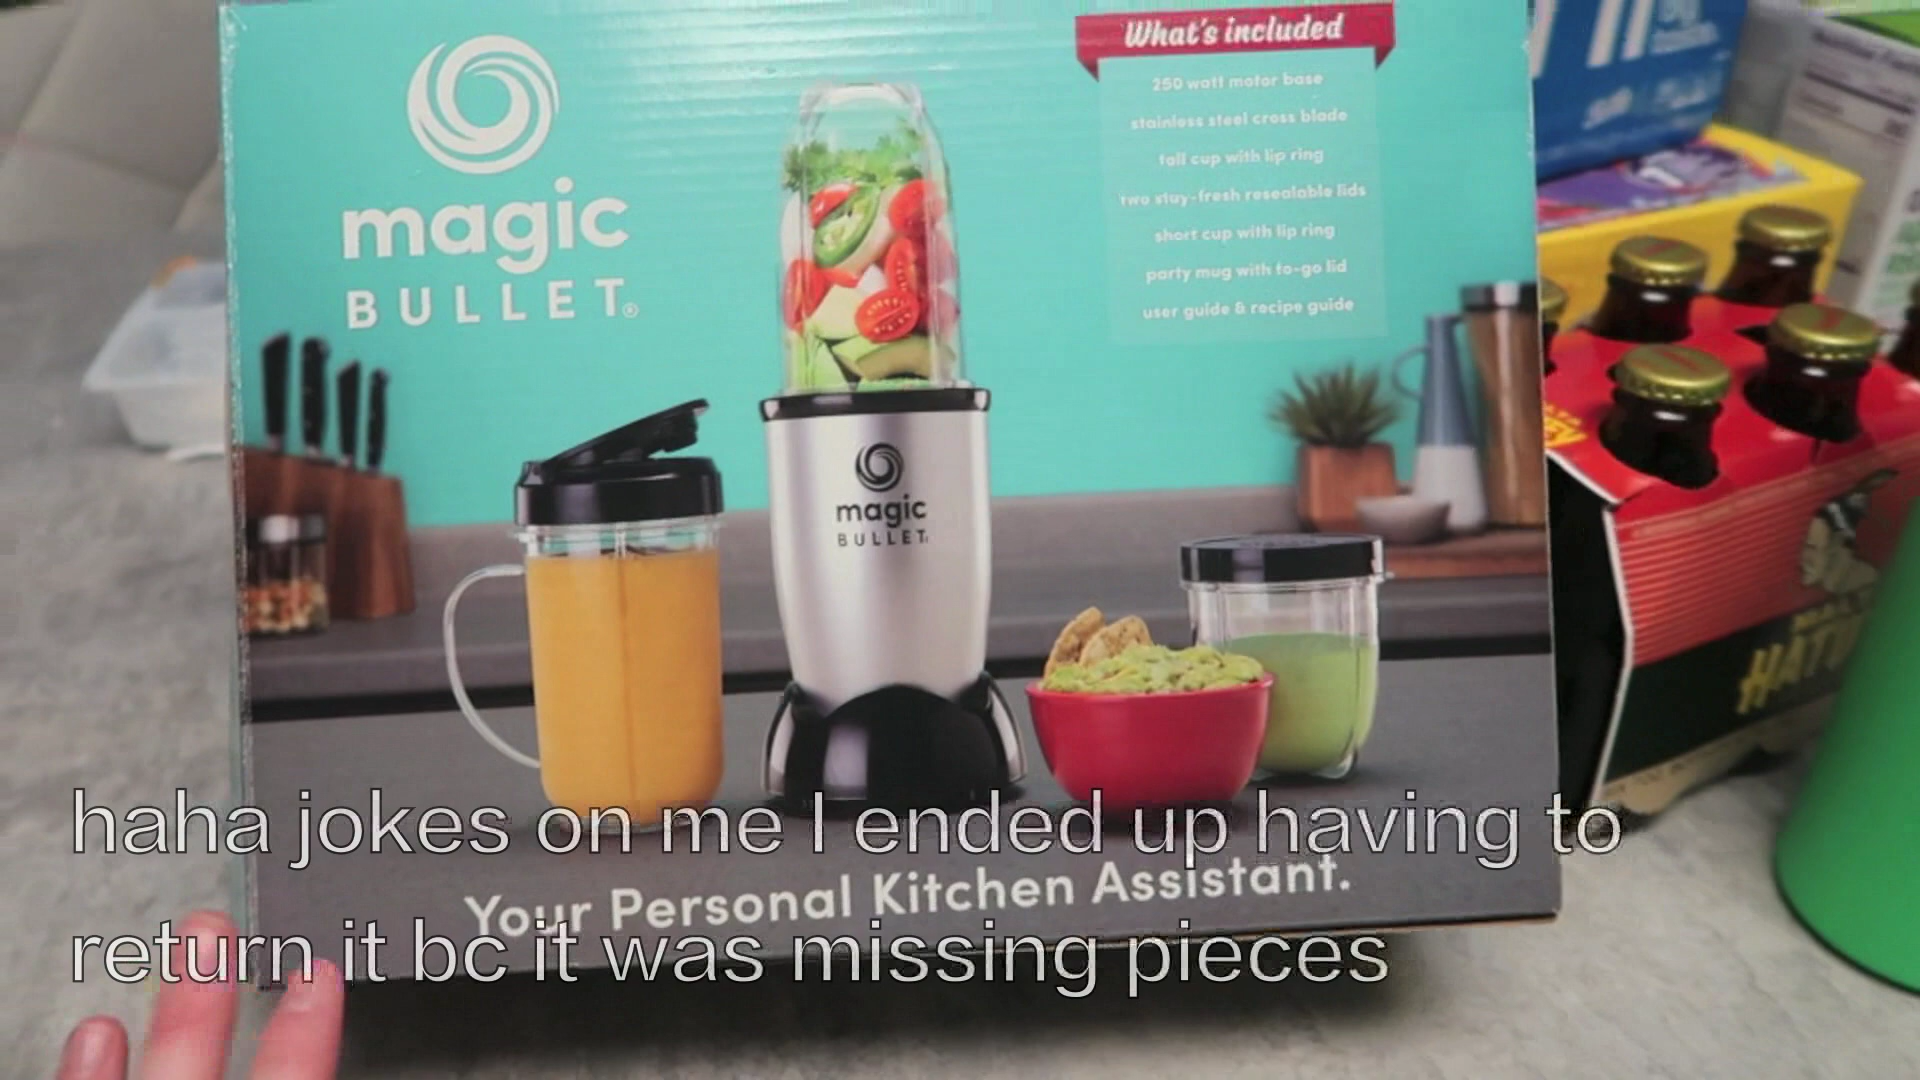 magic
BULLET®
What's included
250 watt motor base
stainless steel cross blade
tall cup with lip ring
two stay-fresh resealable lids
short cup with lip ring
party mug with to-go lid
user guide & recipe guide
magic
BULLET
haha jokes on me I ended up having to
Your Personal Kitchen Assistant.
return it bc it was missing pieces